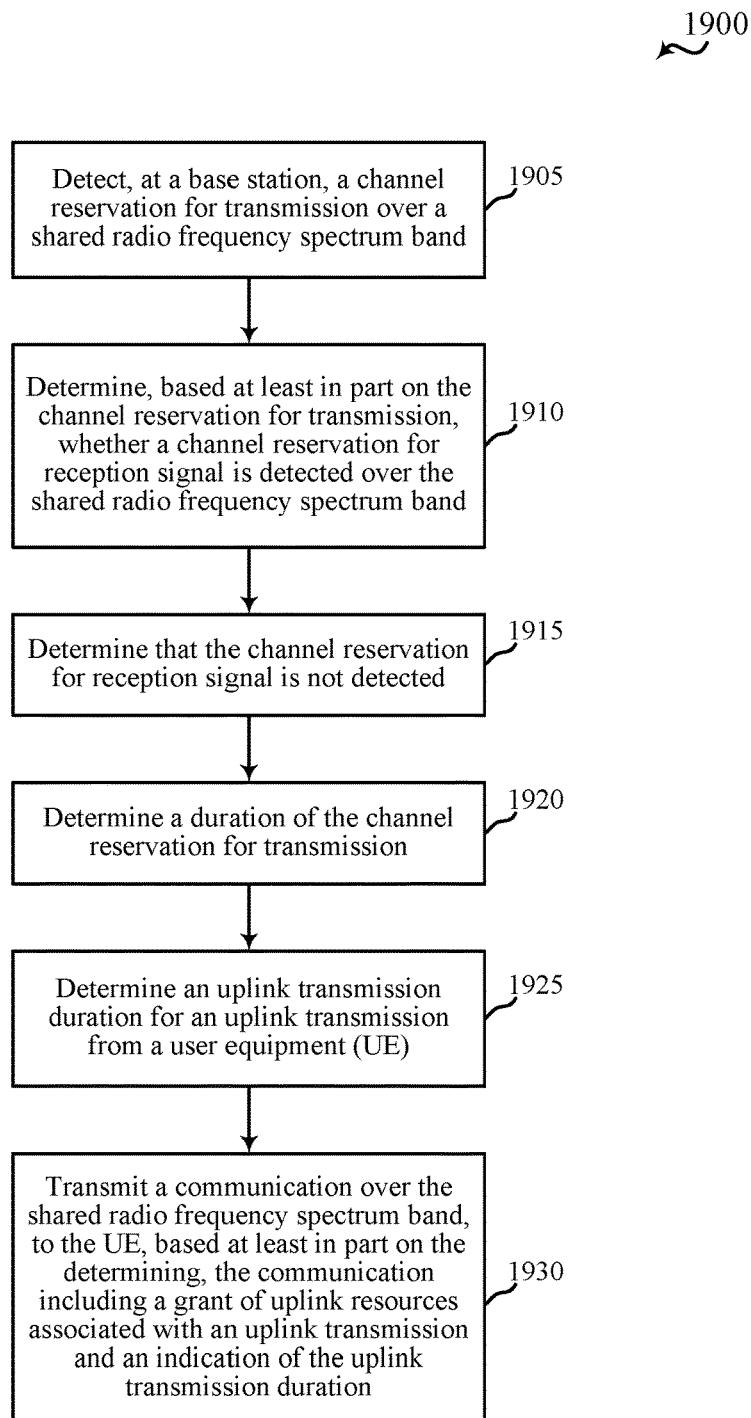 1900
Detect, at a base station, a channel
reservation for transmission over a
shared radio frequency spectrum band
1905
Determine, based at least in part on the
channel reservation for transmission,
whether a channel reservation for
reception signal is detected over the
shared radio frequency spectrum band
1910
Determine that the channel reservation
for reception signal is not detected
1915
Determine a duration of the channel
reservation for transmission
1920
Determine an uplink transmission
duration for an uplink transmission
from a user equipment (UE)
1925
Transmit a communication over the
shared radio frequency spectrum band,
to the UE, based at least in part on the
determining, the communication
including a grant of uplink resources
associated with an uplink transmission
and an indication of the uplink
transmission duration
1930